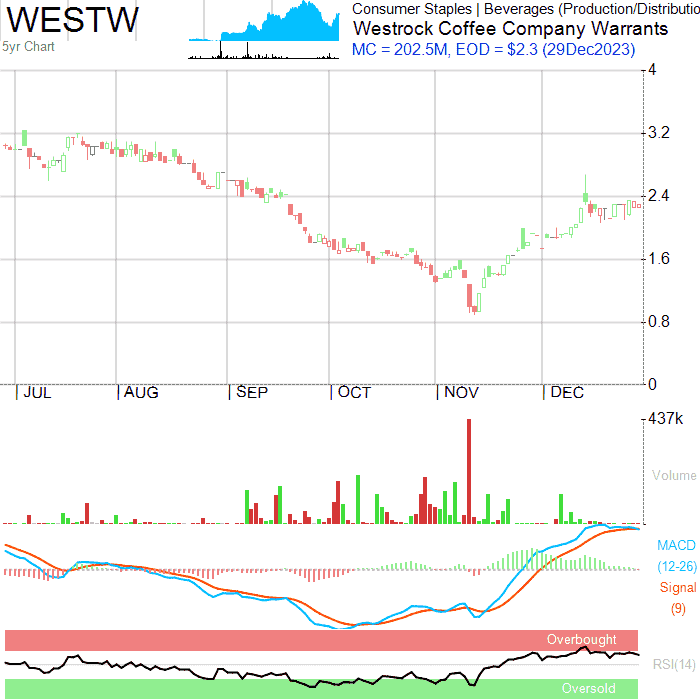 WESTW
5yr Chart
Consumer Staples | Beverages (Production/Distributio
Westrock Coffee Company Warrants
MC = 202.5M, EOD = $2.3 (29Dec2023)
4
3.2
2.4
1.6
0.8
0
JUL AUG SEP OCT NOV DEC
437k
Volume
MACD
(12-26)
Signal
(9)
Overbought
RSI(14)
Oversold